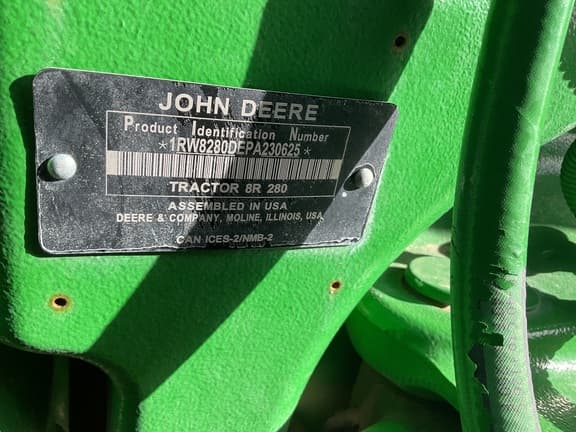 JOHN DEERE
Product Identification Number
*1RW8280DEPA230625*
TRACTOR 8R 280
ASSEMBLED IN USA
DEERE & COMPANY, MOLINE, ILLINOIS, USA
CAN ICES-2/NMB-2